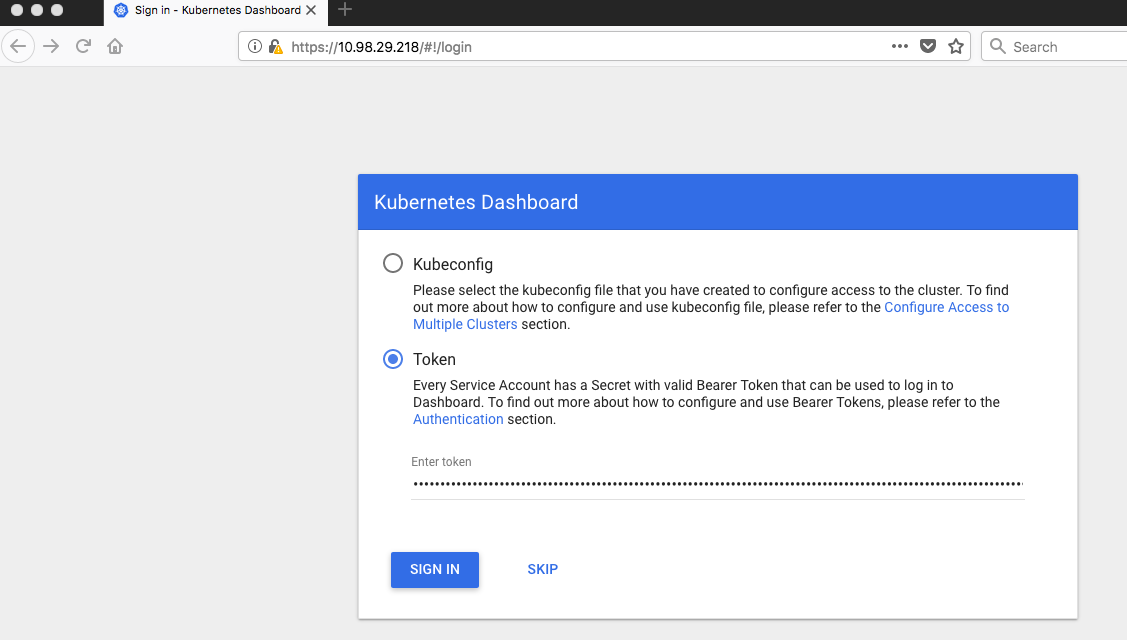 Sign in - Kubernetes Dashboard
https://10.98.29.218/#!/login
Search
Kubernetes Dashboard
Kubeconfig
Please select the kubeconfig file that you have created to configure access to the cluster. To find
out more about how to configure and use kubeconfig file, please refer to the Configure Access to
Multiple Clusters section.
Token
Every Service Account has a Secret with valid Bearer Token that can be used to log in to
Dashboard. To find out more about how to configure and use Bearer Tokens, please refer to the
Authentication section.
Enter token
SIGN IN
SKIP